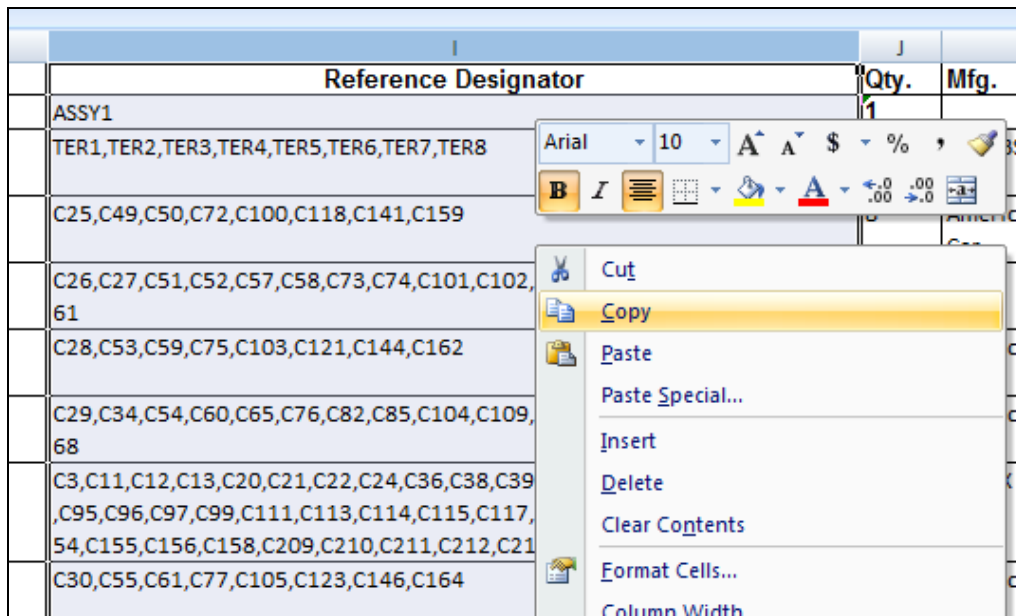 I J
Reference Designator Qty. Mfg.
ASSY1 1
TER1,TER2,TER3,TER4,TER5,TER6,TER7,TER8
Arial 10 A A $ % ,
B I A .0 .00 .00 .0 a
C25,C49,C50,C72,C100,C118,C141,C159
Cut
C26,C27,C51,C52,C57,C58,C73,C74,C101,C102,
61
Copy
C28,C53,C59,C75,C103,C121,C144,C162
Paste
Paste Special...
C29,C34,C54,C60,C65,C76,C82,C85,C104,C109,
68
Insert
C3,C11,C12,C13,C20,C21,C22,C24,C36,C38,C39
Delete
,C95,C96,C97,C99,C111,C113,C114,C115,C117,
Clear Contents
54,C155,C156,C158,C209,C210,C211,C212,C21
C30,C55,C61,C77,C105,C123,C146,C164
Format Cells...
Column Width